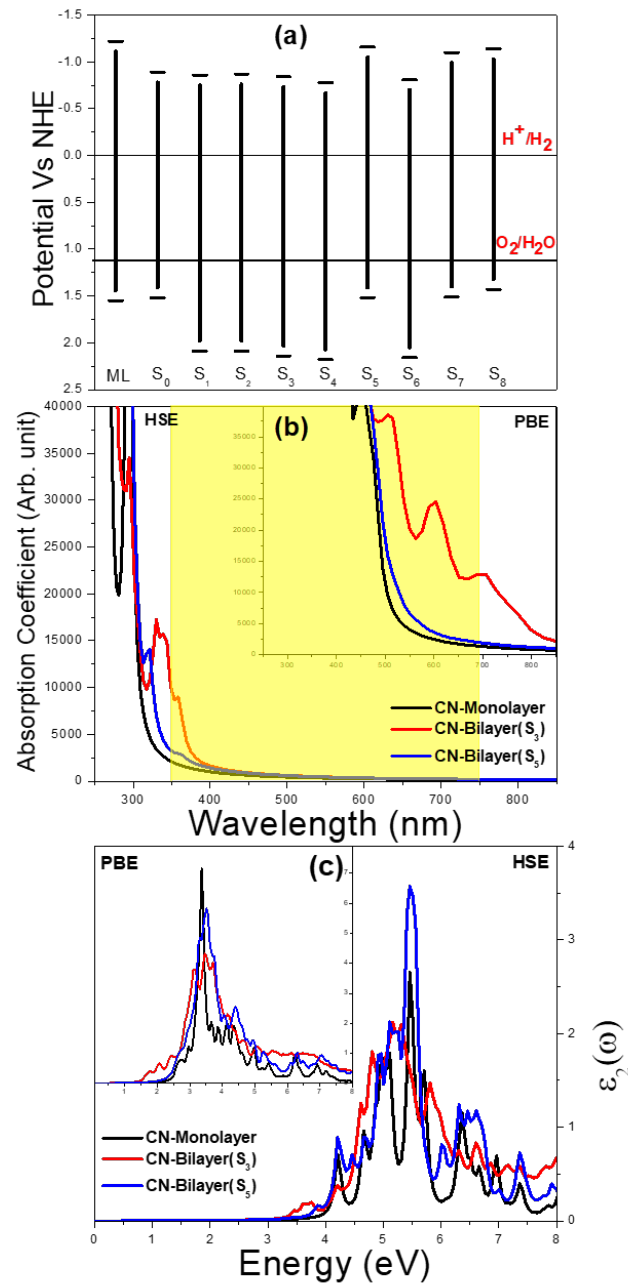 (a)
Potential Vs NHE
-1.5
-1.0
-0.5
0.0
0.5
1.0
1.5
2.0
2.5
H⁺/H₂
O₂/H₂O
ML S₀ S₁ S₂ S₃ S₄ S₅ S₆ S₇ S₈
(b)
HSE
PBE
Absorption Coefficient (Arb. unit)
40000
35000
30000
25000
20000
15000
10000
5000
0
35000
30000
25000
20000
15000
10000
5000
0
300 400 500 600 700 800
CN-Monolayer
CN-Bilayer(S₃)
CN-Bilayer(S₅)
300 400 500 600 700 800
Wavelength (nm)
(c)
PBE
HSE
7
6
5
4
3
2
1
0
1 2 3 4 5 6 7 8
4
3
2
1
0
ε₂(ω)
CN-Monolayer
CN-Bilayer(S₃)
CN-Bilayer(S₅)
0 1 2 3 4 5 6 7 8
Energy (eV)